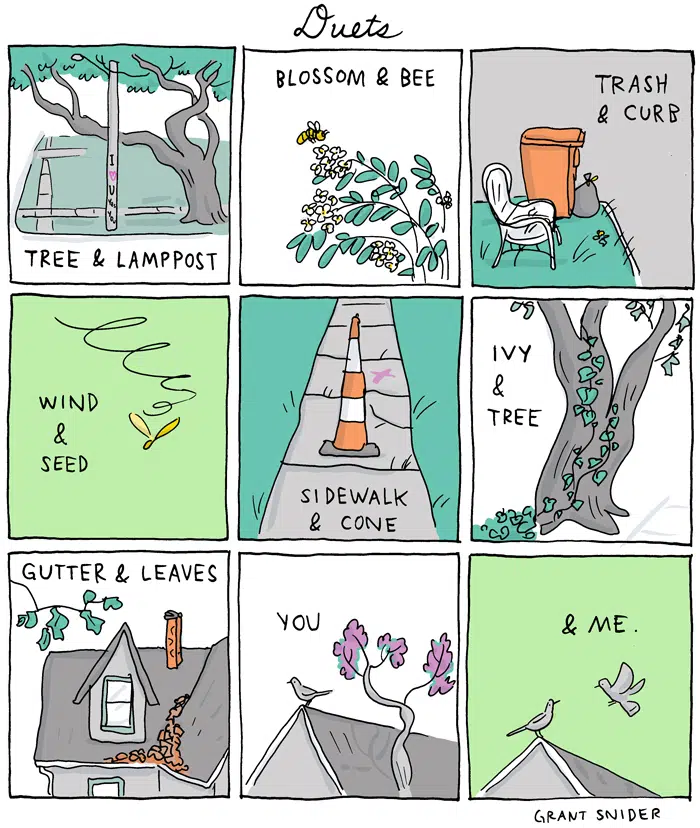 Duets
I
U
TREE & LAMPPOST
BLOSSOM & BEE
TRASH
& CURB
WIND
&
SEED
SIDEWALK
& CONE
IVY
&
TREE
GUTTER & LEAVES
YOU
& ME.
GRANT SNIDER